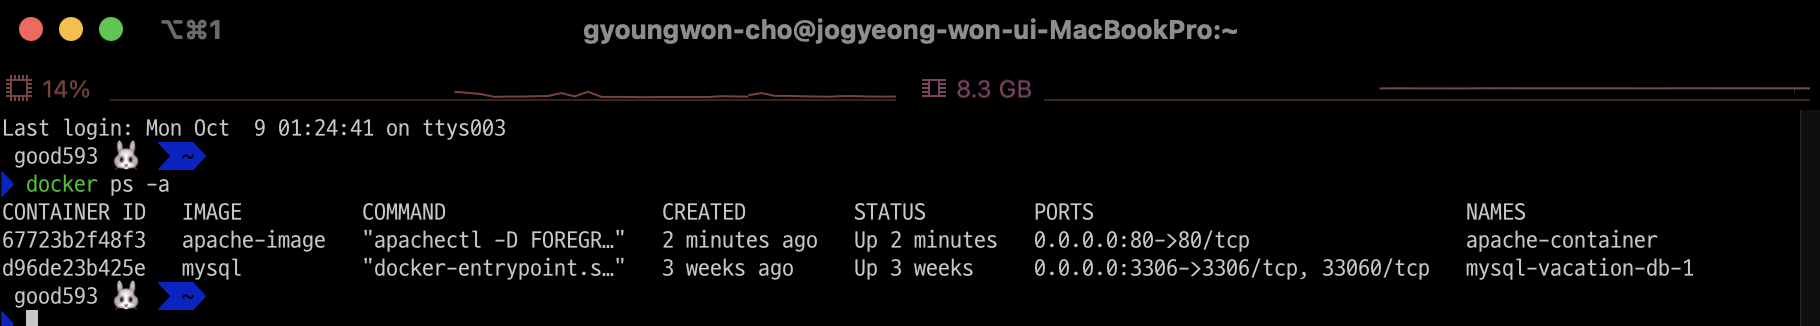 ⌥⌘1 gyoungwon-cho@jogyeong-won-ui-MacBookPro:~
14% 8.3 GB
Last login: Mon Oct  9 01:24:41 on ttys003
good593 🐰 ~
docker ps -a
CONTAINER ID   IMAGE          COMMAND                  CREATED         STATUS         PORTS                               NAMES
67723b2f48f3   apache-image   "apachectl -D FOREGR…"   2 minutes ago   Up 2 minutes   0.0.0.0:80->80/tcp                  apache-container
d96de23b425e   mysql          "docker-entrypoint.s…"   3 weeks ago     Up 3 weeks     0.0.0.0:3306->3306/tcp, 33060/tcp   mysql-vacation-db-1
good593 🐰 ~